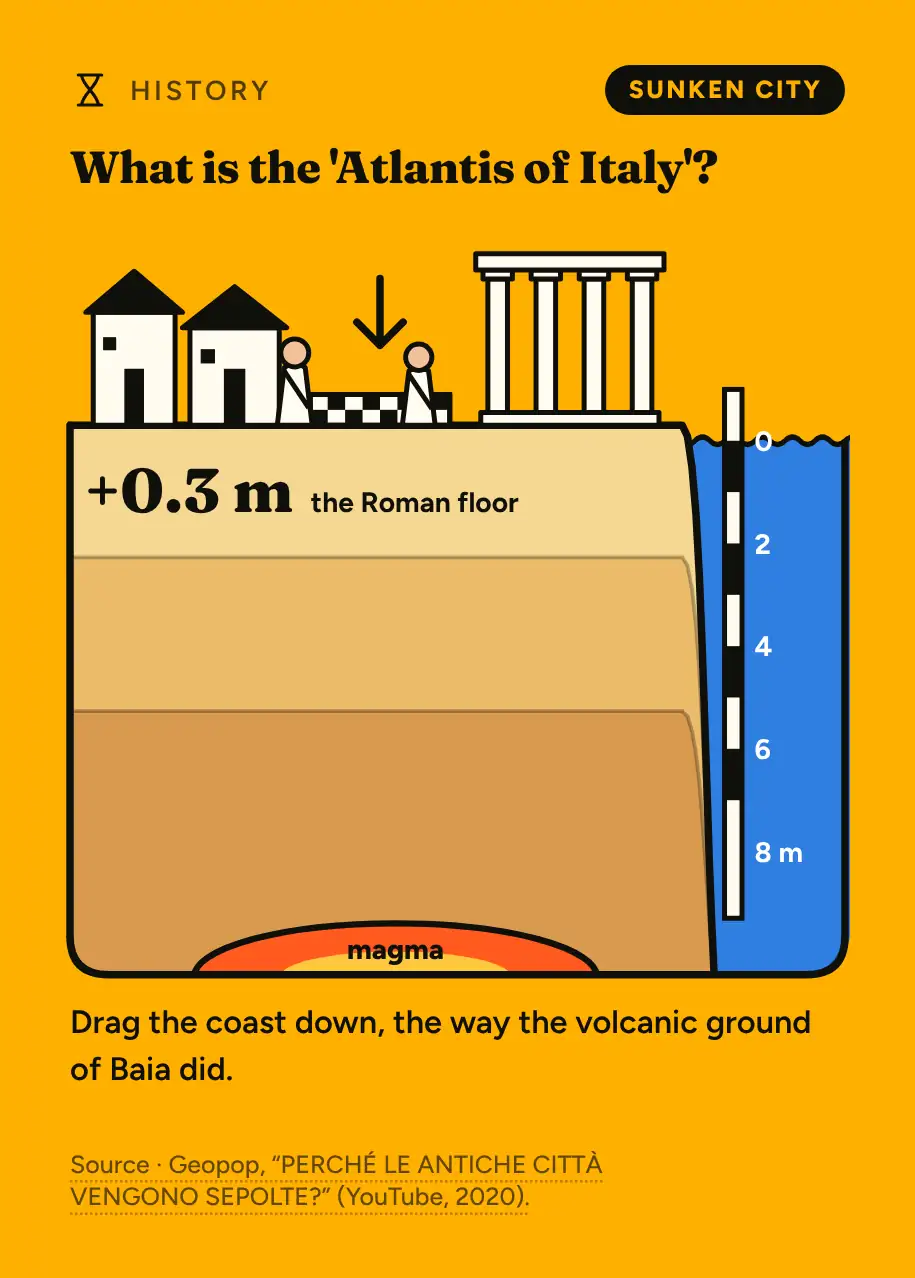 HISTORY
SUNKEN CITY
What is the 'Atlantis of Italy'?
+0.3 m the Roman floor
0
2
4
6
8 m
magma
Drag the coast down, the way the volcanic ground
of Baia did.
Source · Geopop, “PERCHÉ LE ANTICHE CITTÀ
VENGONO SEPOLTE?” (YouTube, 2020).